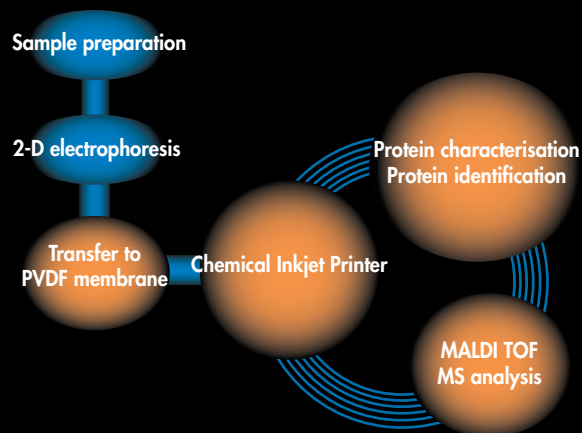 Sample preparation
2-D electrophoresis
Transfer to
PVDF membrane
Chemical Inkjet Printer
Protein characterisation
Protein identification
MALDI TOF
MS analysis